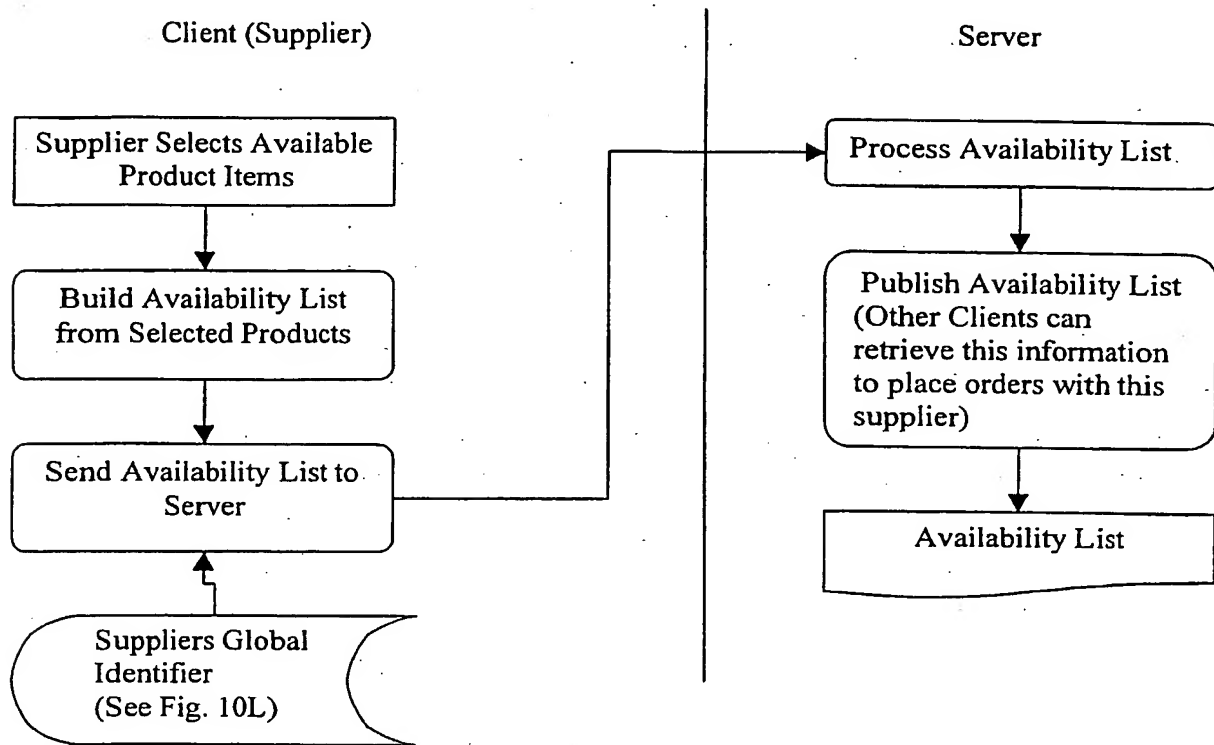 Client (Supplier)
Server
Supplier Selects Available
Product Items
Build Availability List
from Selected Products
Send Availability List to
Server
Suppliers Global
Identifier
(See Fig. 10L)
Process Availability List
Publish Availability List
(Other Clients can
retrieve this information
to place orders with this
supplier)
Availability List